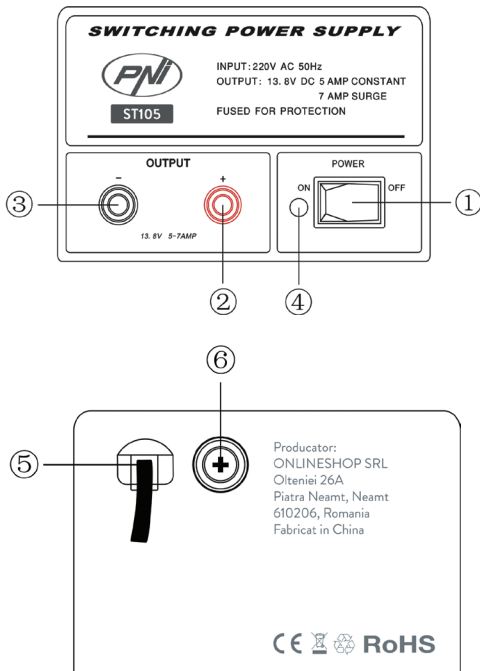 SWITCHING POWER SUPPLY
PNI
ST105
INPUT:220V AC 50Hz
OUTPUT: 13. 8V DC 5 AMP CONSTANT
7 AMP SURGE
FUSED FOR PROTECTION
OUTPUT
- +
13. 8V 5-7AMP
POWER
ON OFF
③
②
④
①
⑥
⑤
Producator:
ONLINESHOP SRL
Olteniei 26A
Piatra Neamt, Neamt
610206, Romania
Fabricat in China
CE RoHS